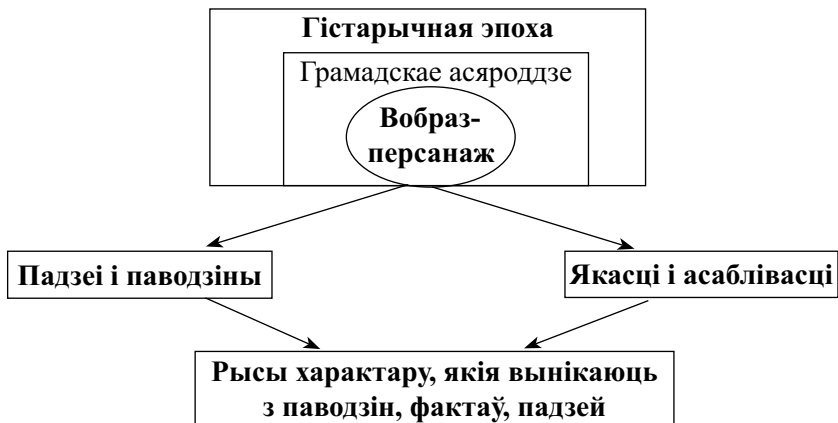 Гістарычная эпоха
Грамадскае асяроддзе
Вобраз-
персанаж
Падзеі і паводзіны
Якасці і асаблівасці
Рысы характару, якія вынікаюць
з паводзін, фактаў, падзей